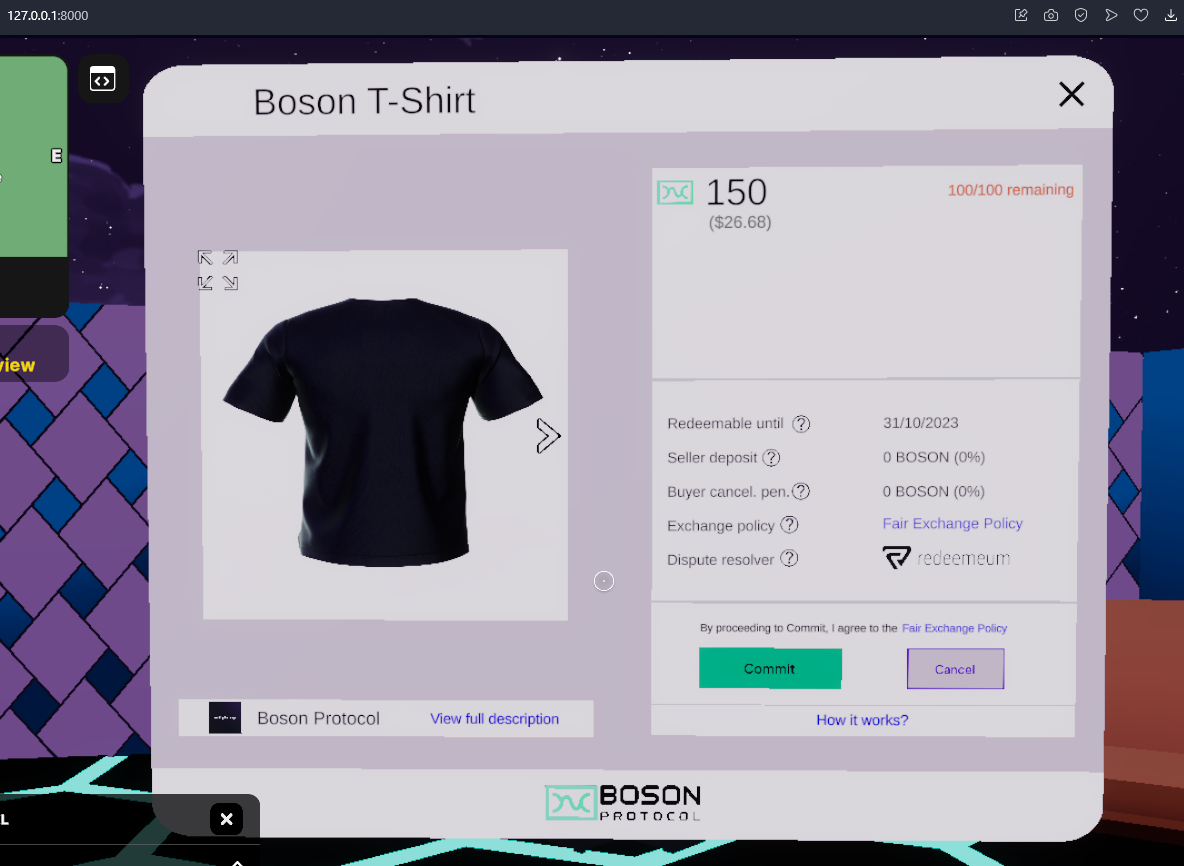 127.0.0.1:8000
Boson T-Shirt
E
150
100/100 remaining
($26.68)
view
Redeemable until ?
31/10/2023
Seller deposit ?
0 BOSON (0%)
Buyer cancel. pen. ?
0 BOSON (0%)
Exchange policy ?
Fair Exchange Policy
Dispute resolver ?
redeemeum
By proceeding to Commit, I agree to the Fair Exchange Policy
Commit
Cancel
Boson Protocol
View full description
How it works?
BOSON
PROTOCOL
L